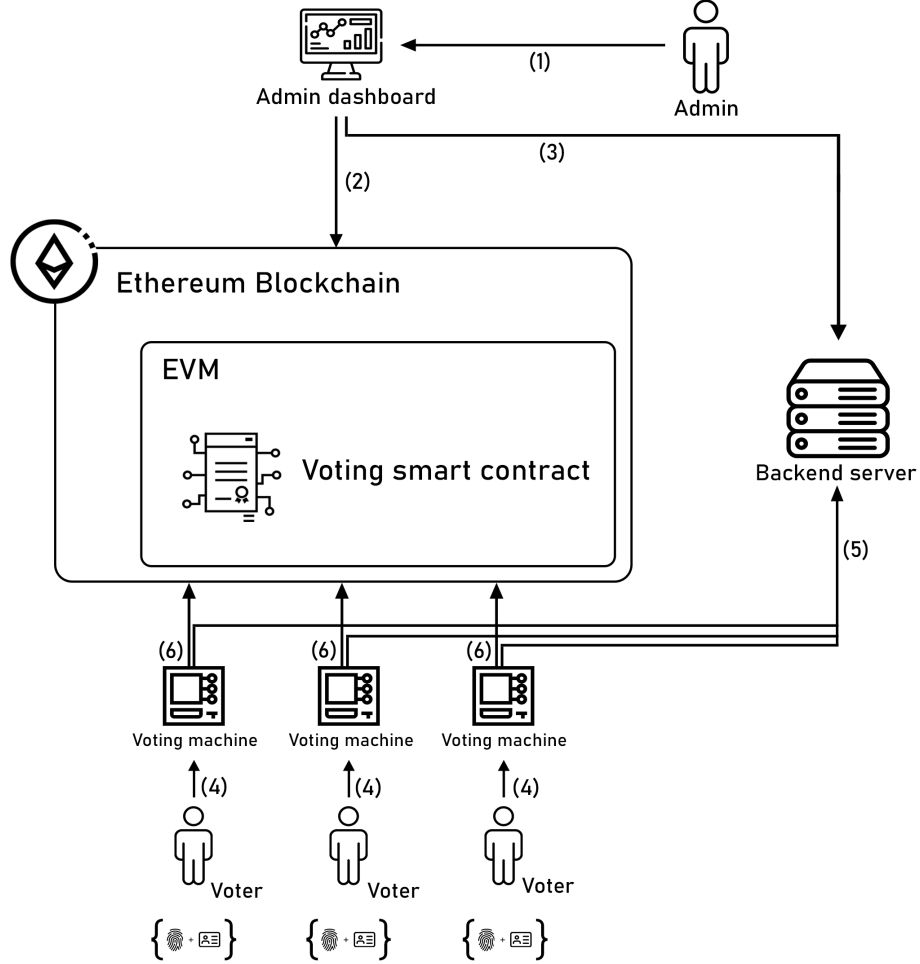 (1)
Admin dashboard
Admin
(3)
(2)
Ethereum Blockchain
EVM
Voting smart contract
Backend server
(5)
(6) (6) (6)
Voting machine Voting machine Voting machine
(4) (4) (4)
Voter Voter Voter
{ + } { + } { + }